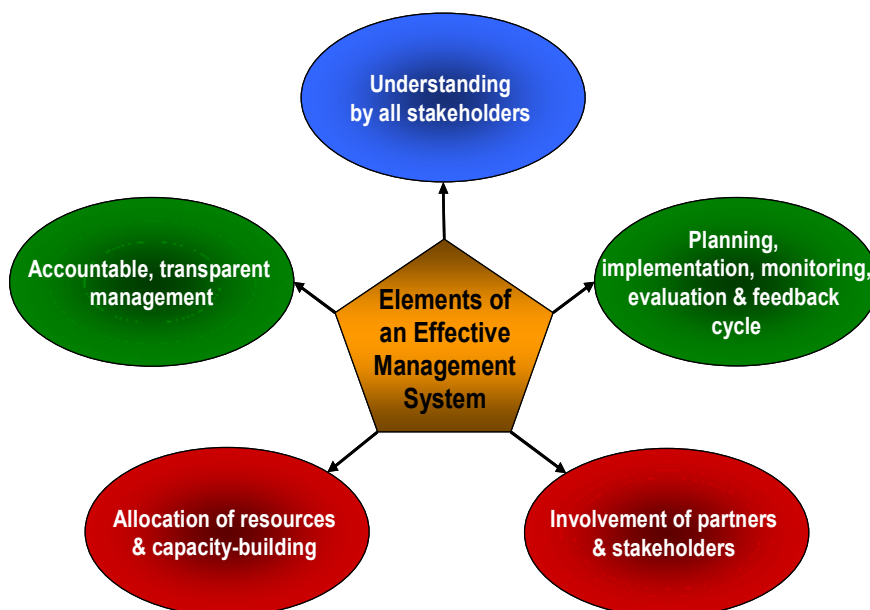 Understanding
by all stakeholders
Accountable, transparent
management
Planning,
implementation, monitoring,
evaluation & feedback
cycle
Elements of
an Effective
Management
System
Allocation of resources
& capacity-building
Involvement of partners
& stakeholders